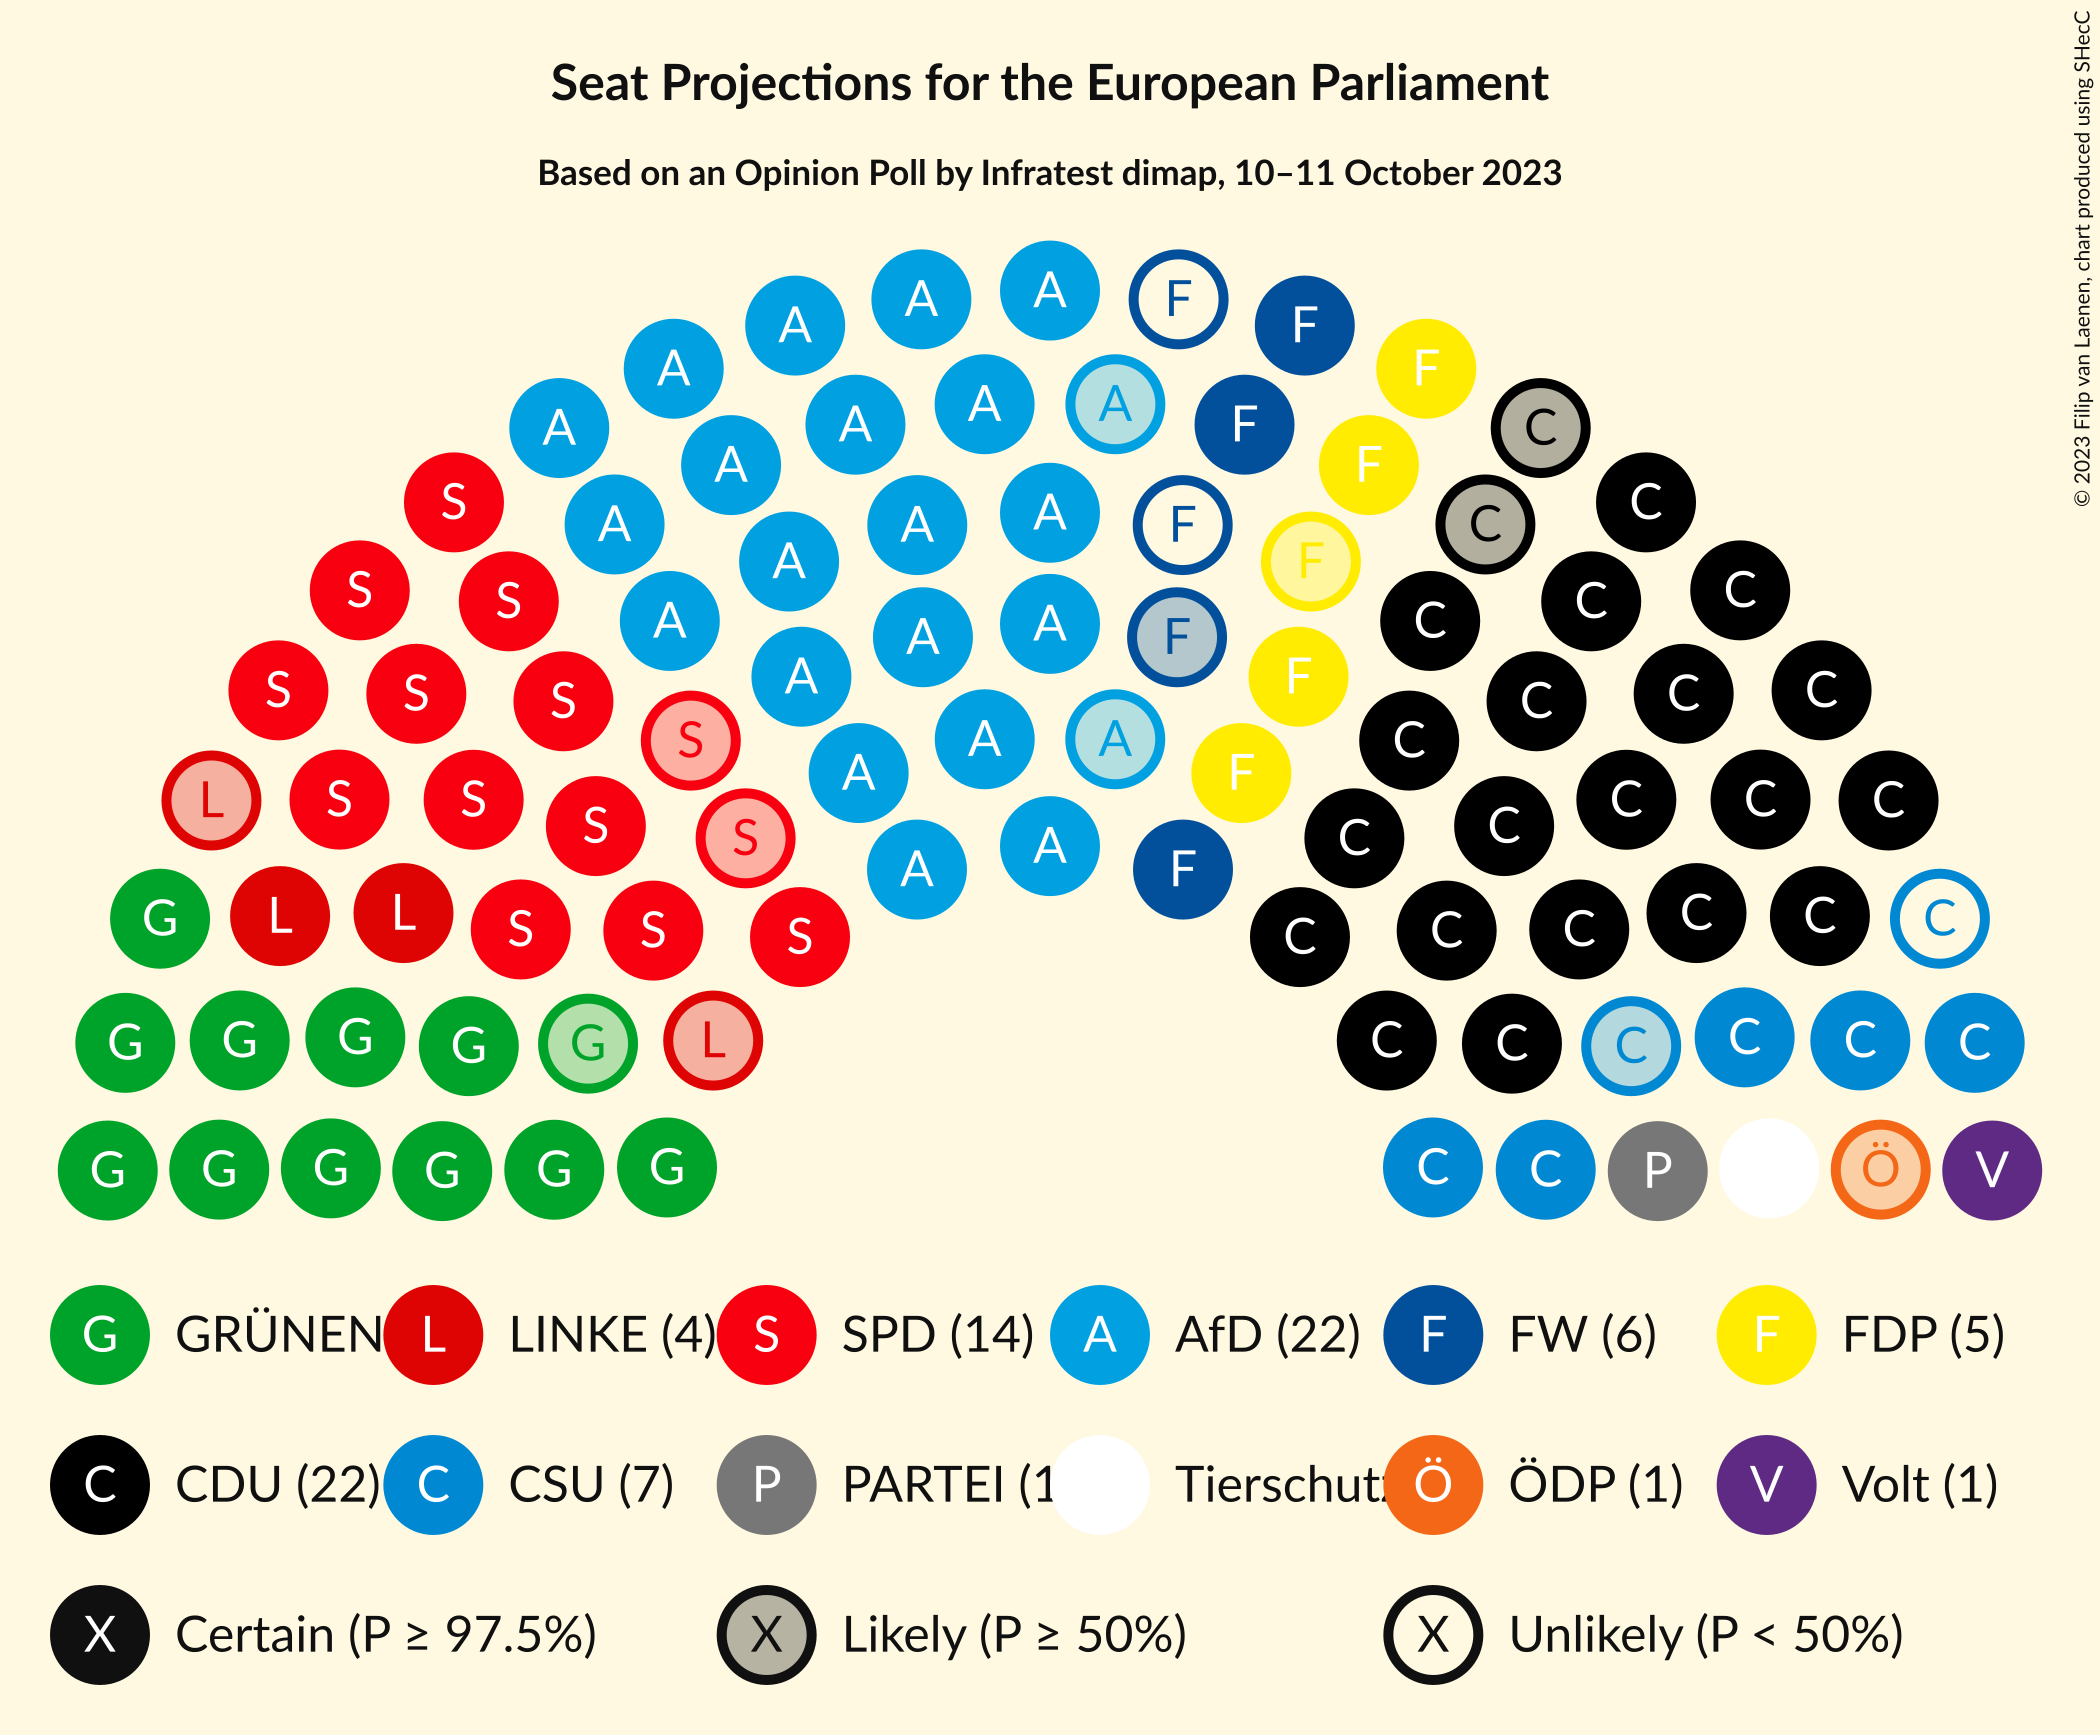 Seat Projections for the European Parliament
Based on an Opinion Poll by Infratest dimap, 10–11 October 2023
© 2023 Filip van Laenen, chart produced using SHecC
A A A F F
A A F
A A A A F F C
A A F C C
S A A A F F C
S S A A A F C C C
S S S A A F C C C C
L S S S S A A A F C C C C C
S A A F C
G L L S S S C C C C C C
G G G G G L C C C C C C
G G G G G G C C P Ö V
G GRÜNEN L LINKE (4) S SPD (14) A AfD (22) F FW (6) F FDP (5)
C CDU (22) C CSU (7) P PARTEI (1 Tierschutz Ö ÖDP (1) V Volt (1)
X Certain (P ≥ 97.5%) X Likely (P ≥ 50%) X Unlikely (P < 50%)